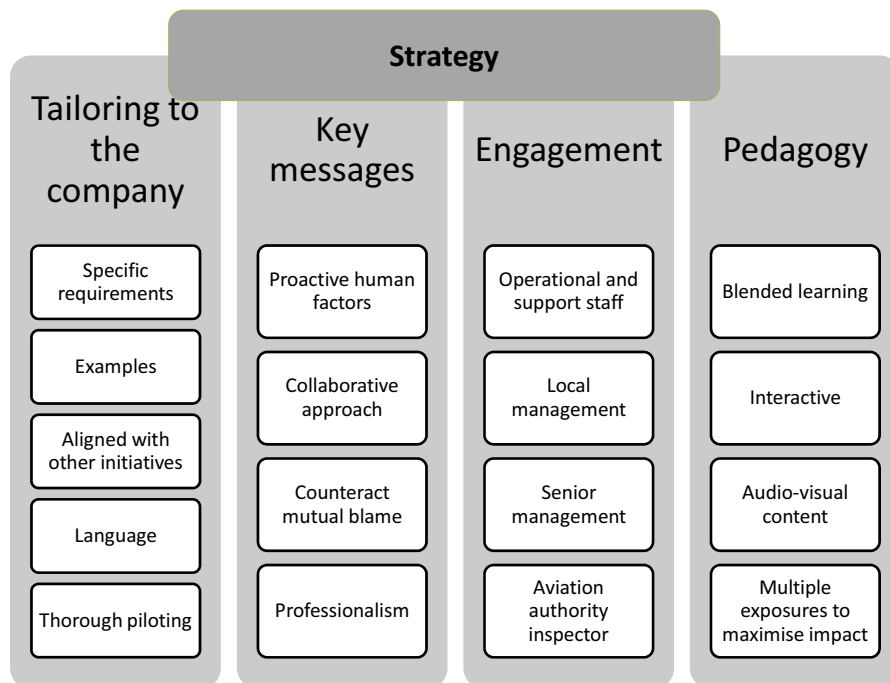 Strategy
Tailoring to
the
company
Specific
requirements
Examples
Aligned with
other initiatives
Language
Thorough piloting
Key
messages
Proactive human
factors
Collaborative
approach
Counteract
mutual blame
Professionalism
Engagement
Operational and
support staff
Local
management
Senior
management
Aviation
authority
inspector
Pedagogy
Blended learning
Interactive
Audio-visual
content
Multiple
exposures to
maximise impact